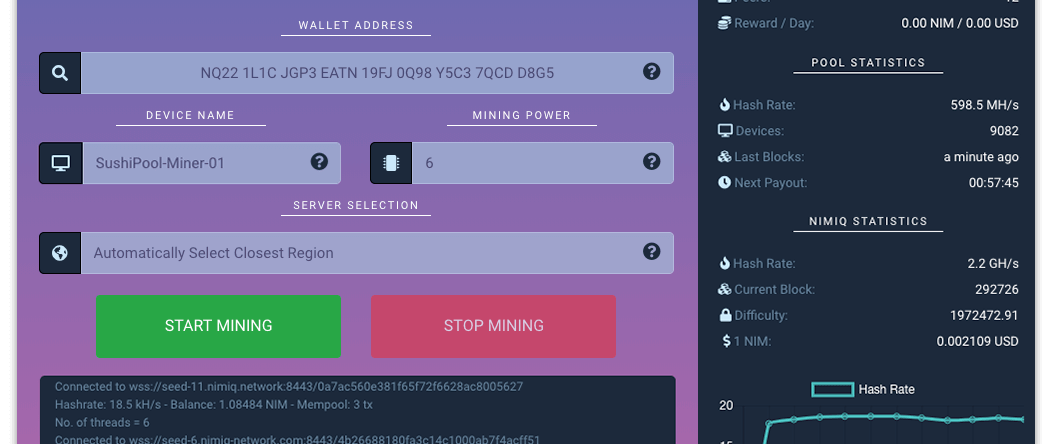 WALLET ADDRESS
NQ22 1L1C JGP3 EATN 19FJ 0Q98 Y5C3 7QCD D8G5
DEVICE NAME
MINING POWER
SushiPool-Miner-01
6
SERVER SELECTION
Automatically Select Closest Region
START MINING
STOP MINING
Connected to wss://seed-11.nimiq.network:8443/0a7ac560e381f65f72f6628ac8005627
Hashrate: 18.5 kH/s - Balance: 1.08484 NIM - Mempool: 3 tx
No. of threads = 6
Connected to wss://seed-6.nimiq-network.com:8443/4b26688180fa3c14c1000ab7f4acff51
12
Reward / Day: 0.00 NIM / 0.00 USD
POOL STATISTICS
Hash Rate: 598.5 MH/s
Devices: 9082
Last Blocks: a minute ago
Next Payout: 00:57:45
NIMIQ STATISTICS
Hash Rate: 2.2 GH/s
Current Block: 292726
Difficulty: 1972472.91
1 NIM: 0.002109 USD
Hash Rate
20
15